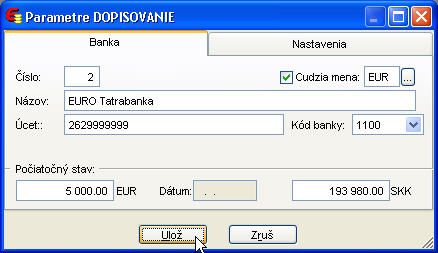 Parametre DOPISOVANIE
Banka Nastavenia
Číslo: 2 Cudzia mena: EUR ...
Názov: EURO Tatrabanka
Účet:: 2629999999 Kód banky: 1100
Počiatočný stav:
5 000.00 EUR Dátum: . . 193 980.00 SKK
Ulož Zruš